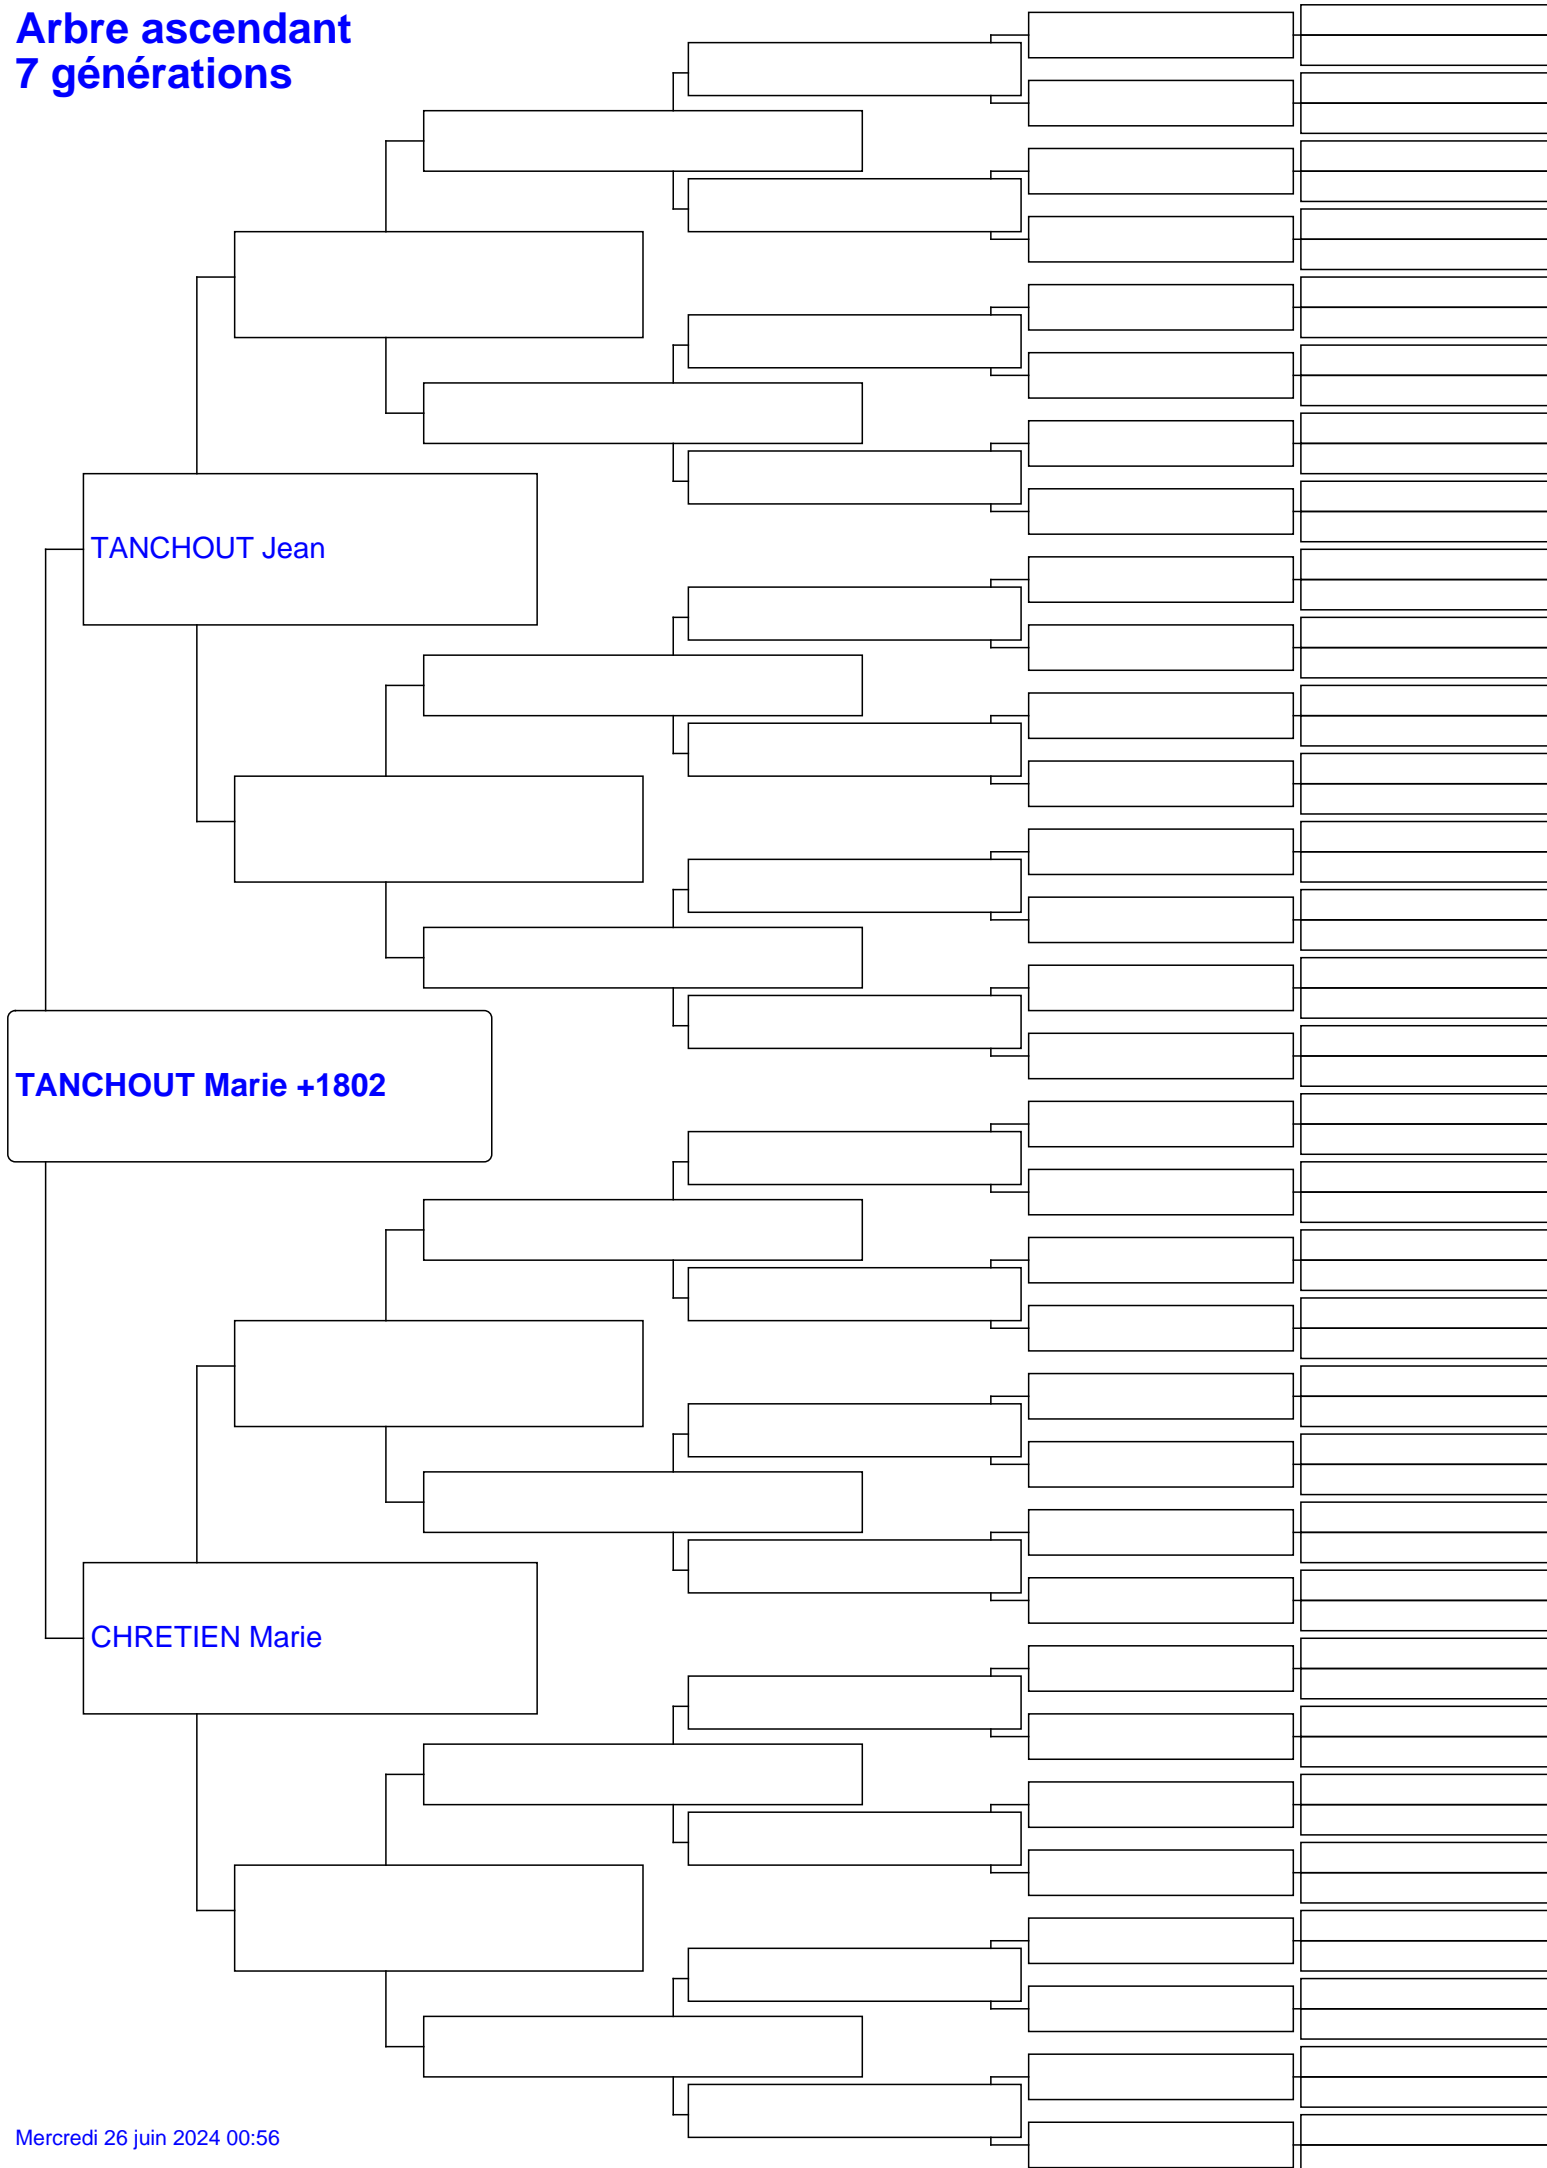 Arbre ascendant
7 générations
TANCHOUT Jean
TANCHOUT Marie +1802
CHRETIEN Marie
Mercredi 26 juin 2024 00:56